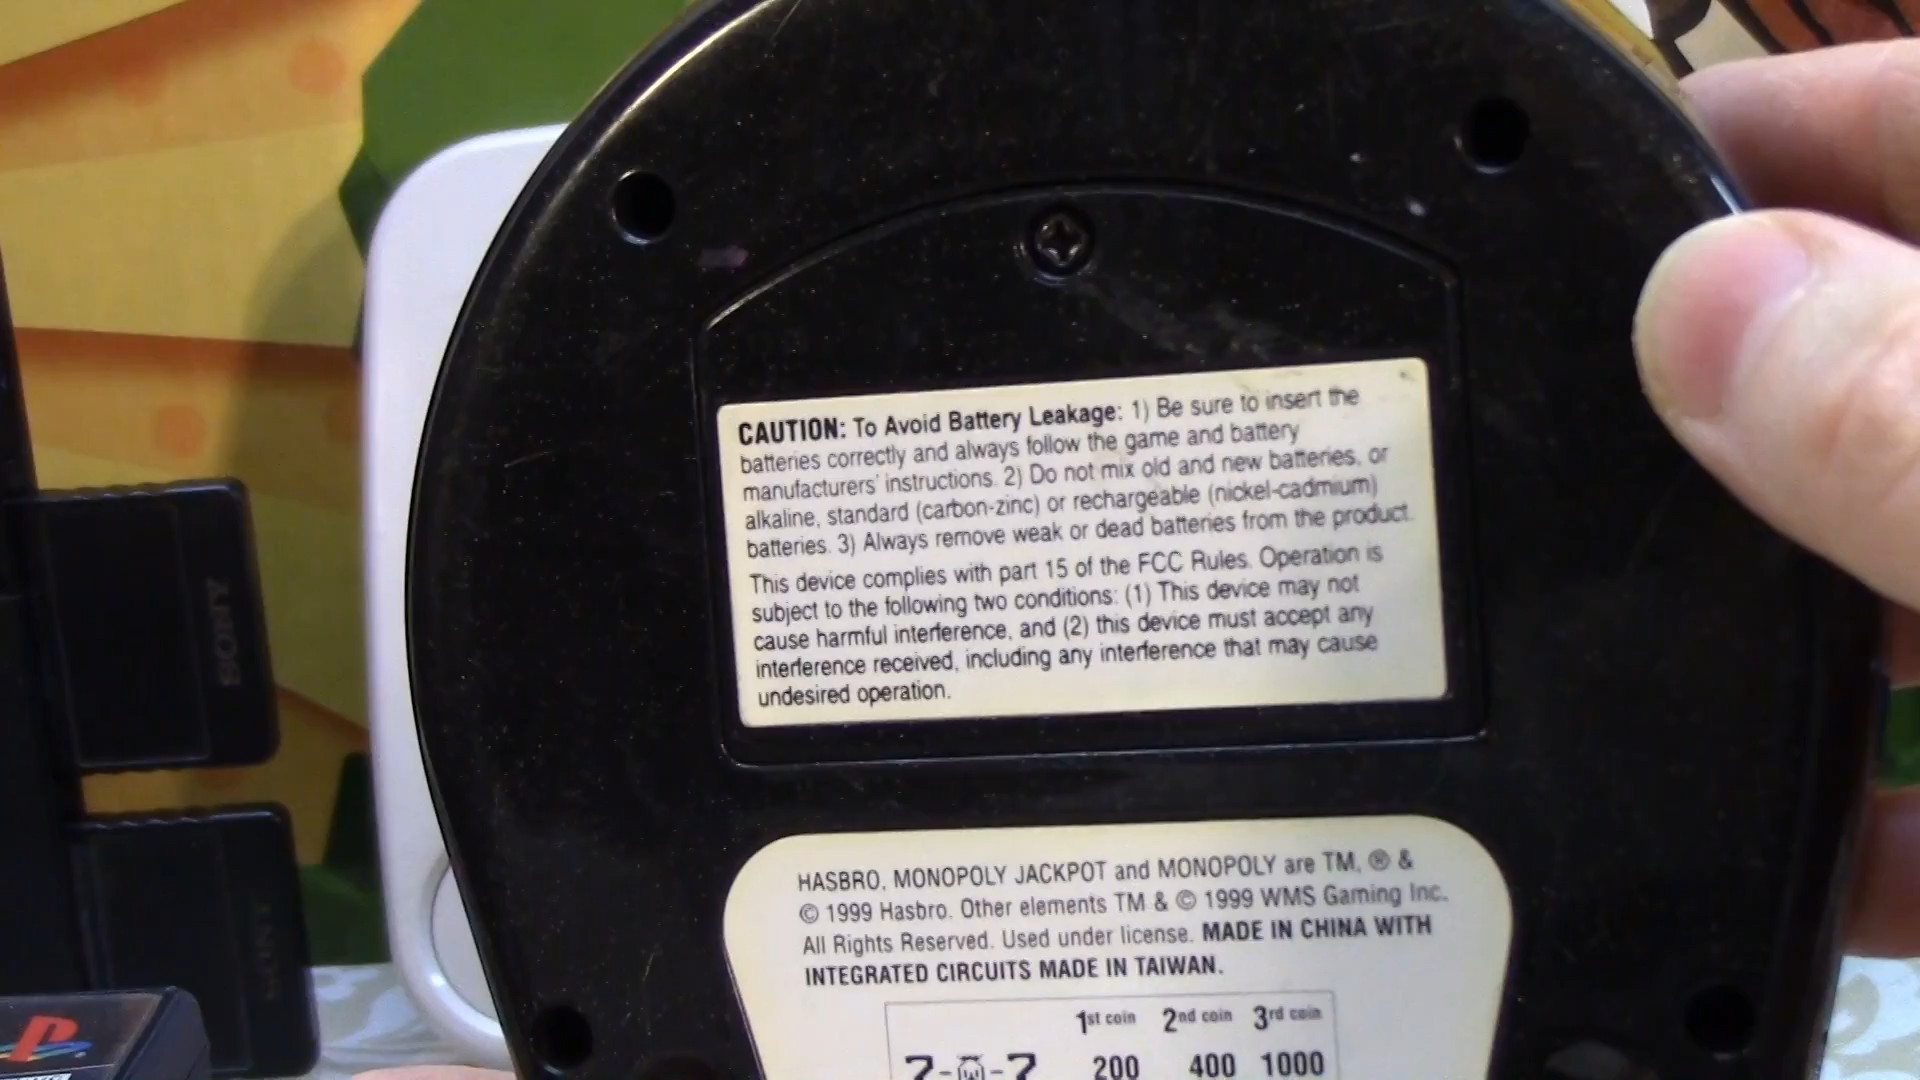 CAUTION: To Avoid Battery Leakage: 1) Be sure to insert the
batteries correctly and always follow the game and battery
manufacturers' instructions. 2) Do not mix old and new batteries, or
alkaline, standard (carbon-zinc) or rechargeable (nickel-cadmium)
batteries. 3) Always remove weak or dead batteries from the product.
This device complies with part 15 of the FCC Rules. Operation is
subject to the following two conditions: (1) This device may not
cause harmful interference, and (2) this device must accept any
interference received, including any interference that may cause
undesired operation.
HASBRO, MONOPOLY JACKPOT and MONOPOLY are TM, ® &
© 1999 Hasbro. Other elements TM & © 1999 WMS Gaming Inc.
All Rights Reserved. Used under license. MADE IN CHINA WITH
INTEGRATED CIRCUITS MADE IN TAIWAN.
1st coin 2nd coin 3rd coin
7-7 200 400 1000
SONY
SONY